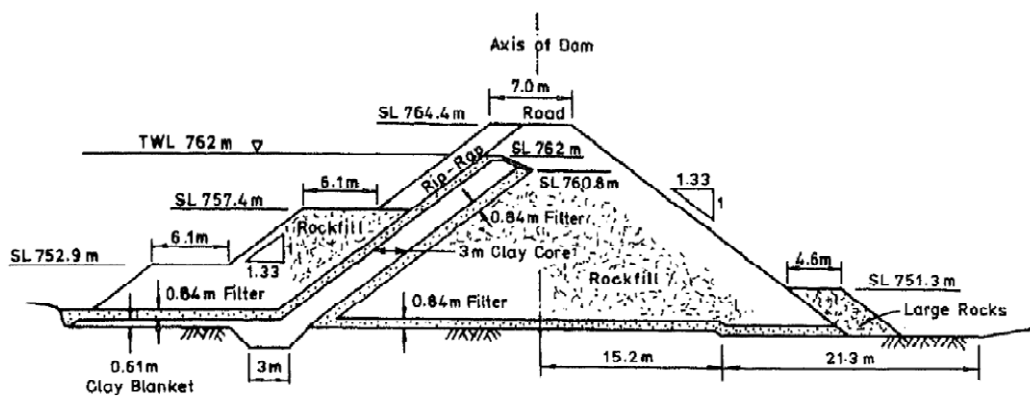 Axis of Dam
7.0m
SL 764.4m
Road
TWL 762m
SL 762m
Rip-Rap
6.1m
SL 760.8m
1.33
1
SL 757.4m
0.84m Filter
Rockfill
6.1m
3m Clay Core
SL 752.9m
1.33
Rockfill
4.6m
SL 751.3m
0.84m Filter
0.84m Filter
Large Rocks
0.61m
Clay Blanket
3m
15.2m
21.3m